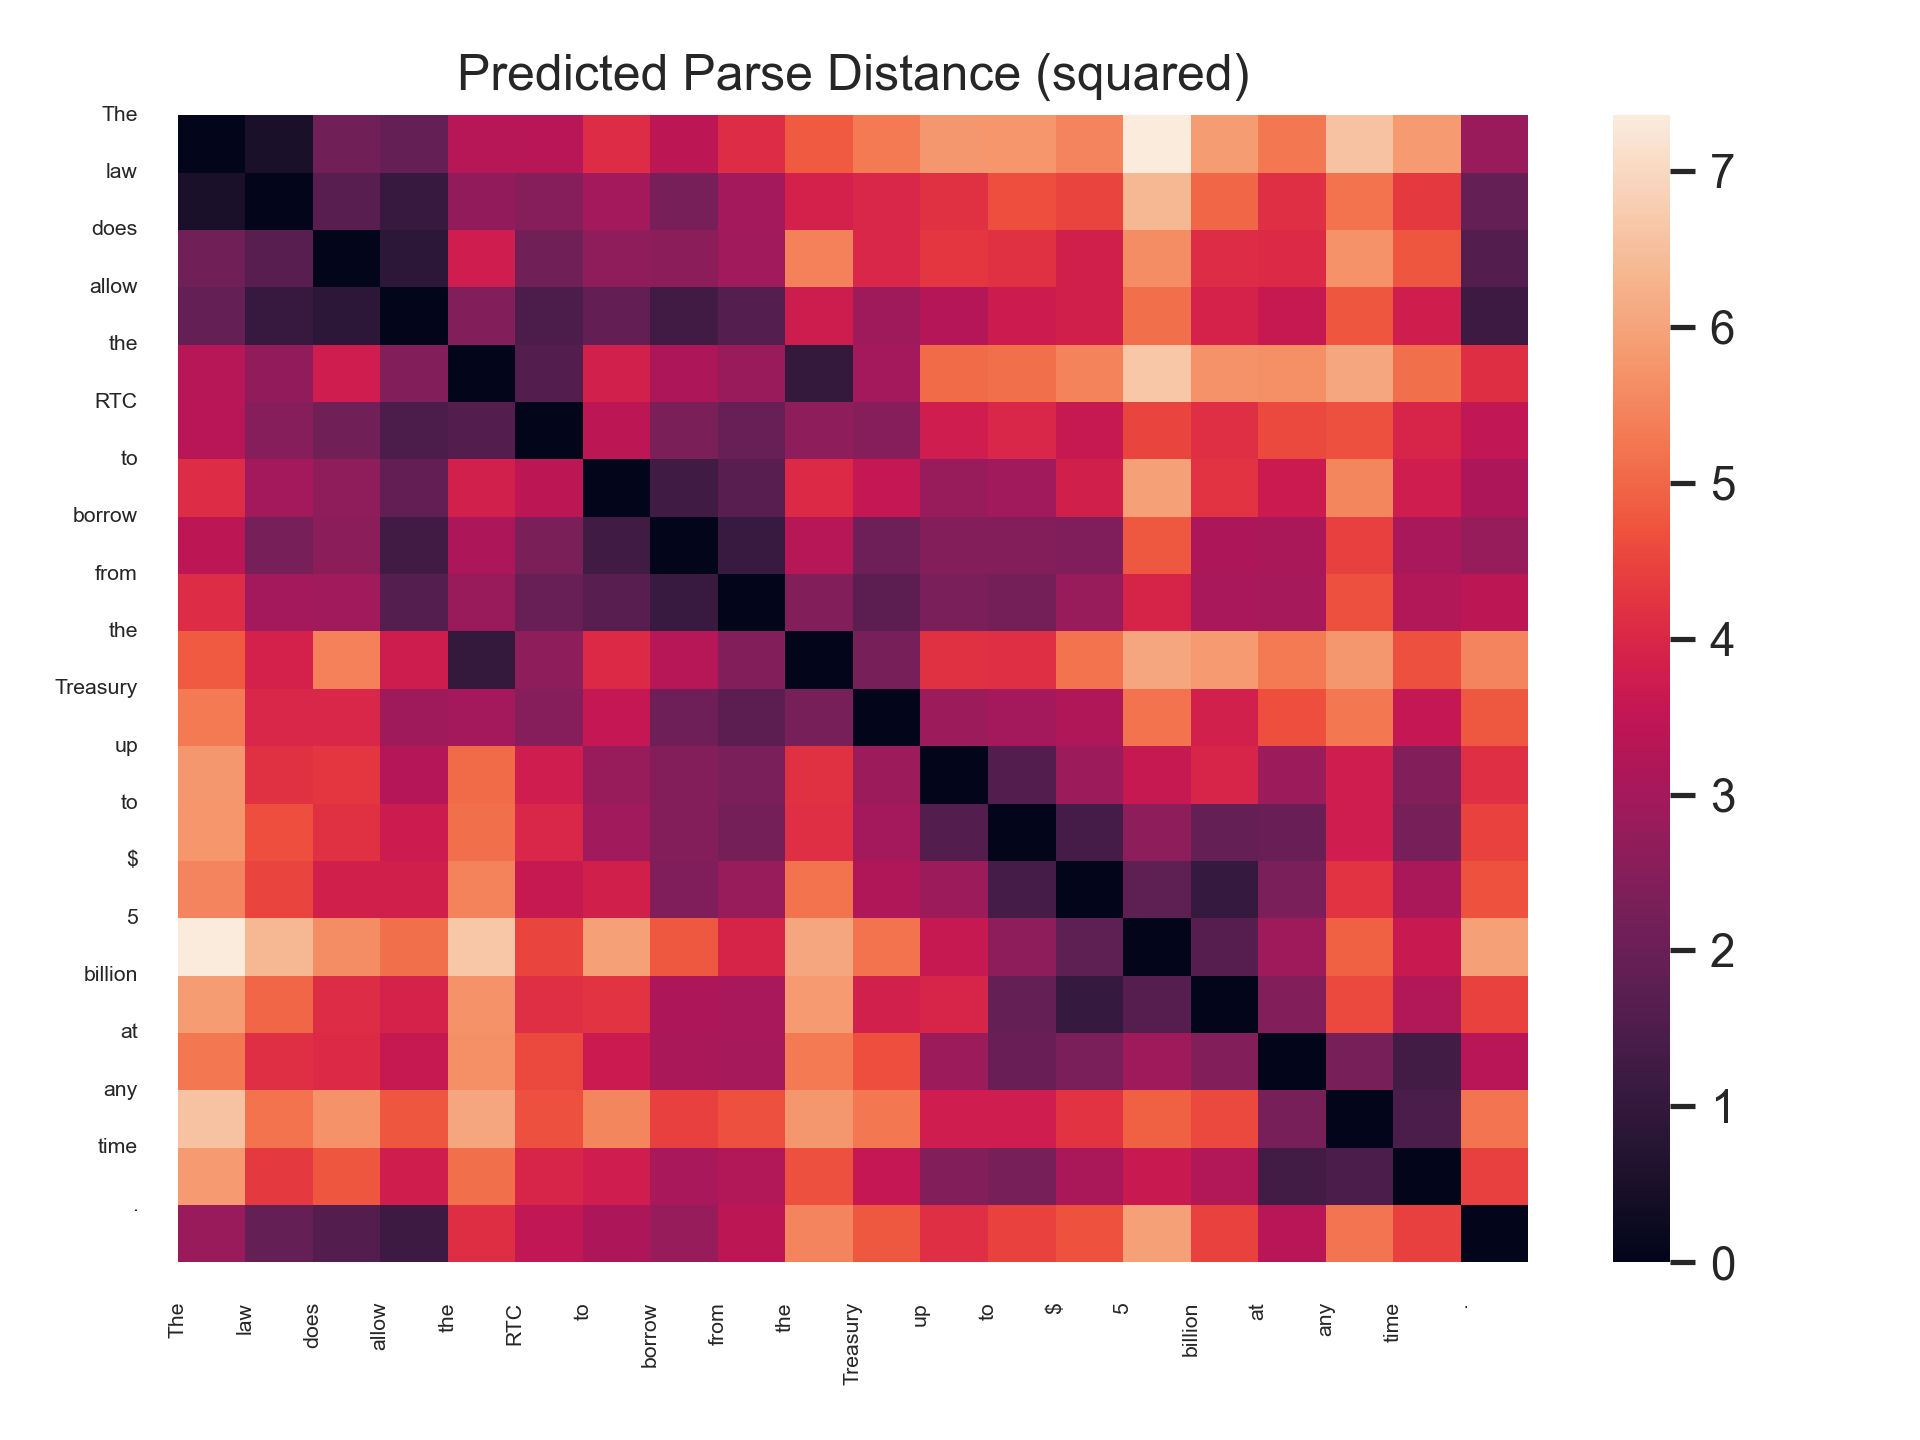 Predicted Parse Distance (squared)
The
law
does
allow
the
RTC
to
borrow
from
the
Treasury
up
to
$
5
billion
at
any
time
.
The
law
does
allow
the
RTC
to
borrow
from
the
Treasury
up
to
$
5
billion
at
any
time
.
7
6
5
4
3
2
1
0